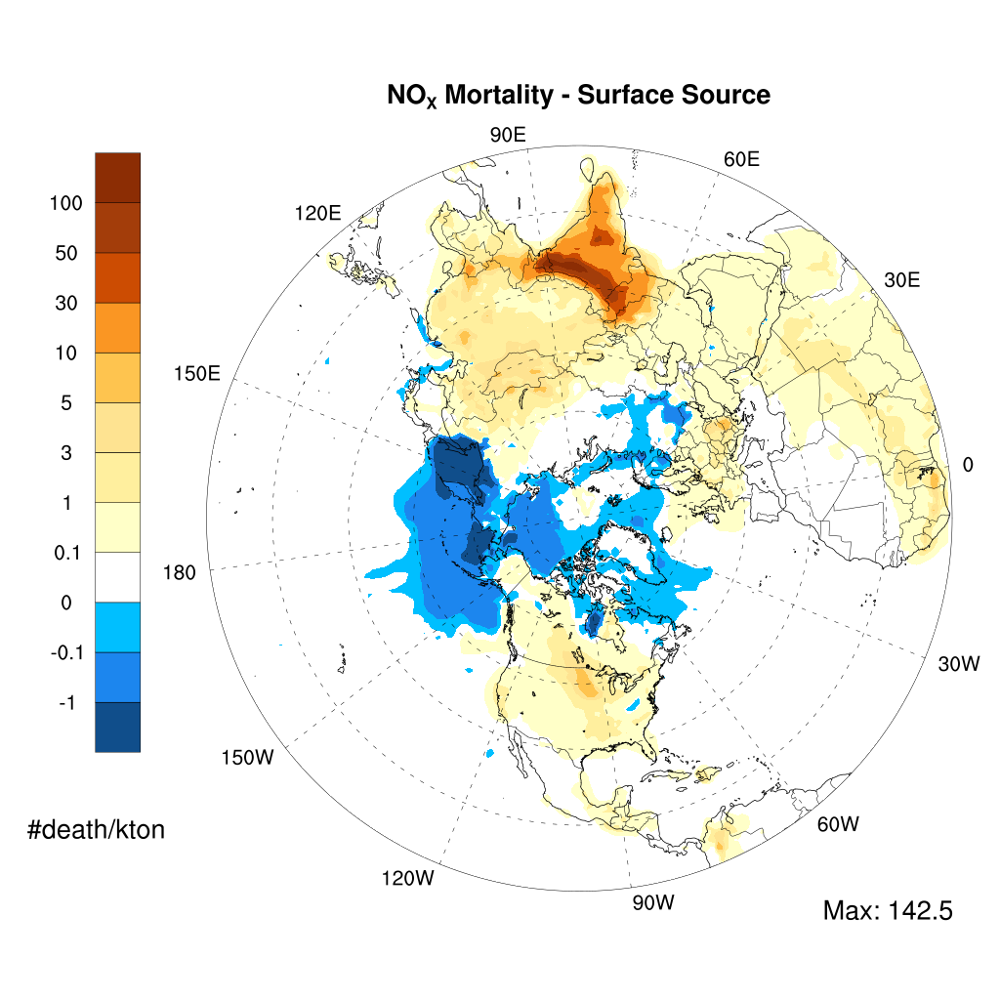 NOX Mortality - Surface Source
90E
60E
120E
30E
150E
0
180
30W
150W
60W
120W
90W
100
50
30
10
5
3
1
0.1
0
-0.1
-1
#death/kton
Max: 142.5